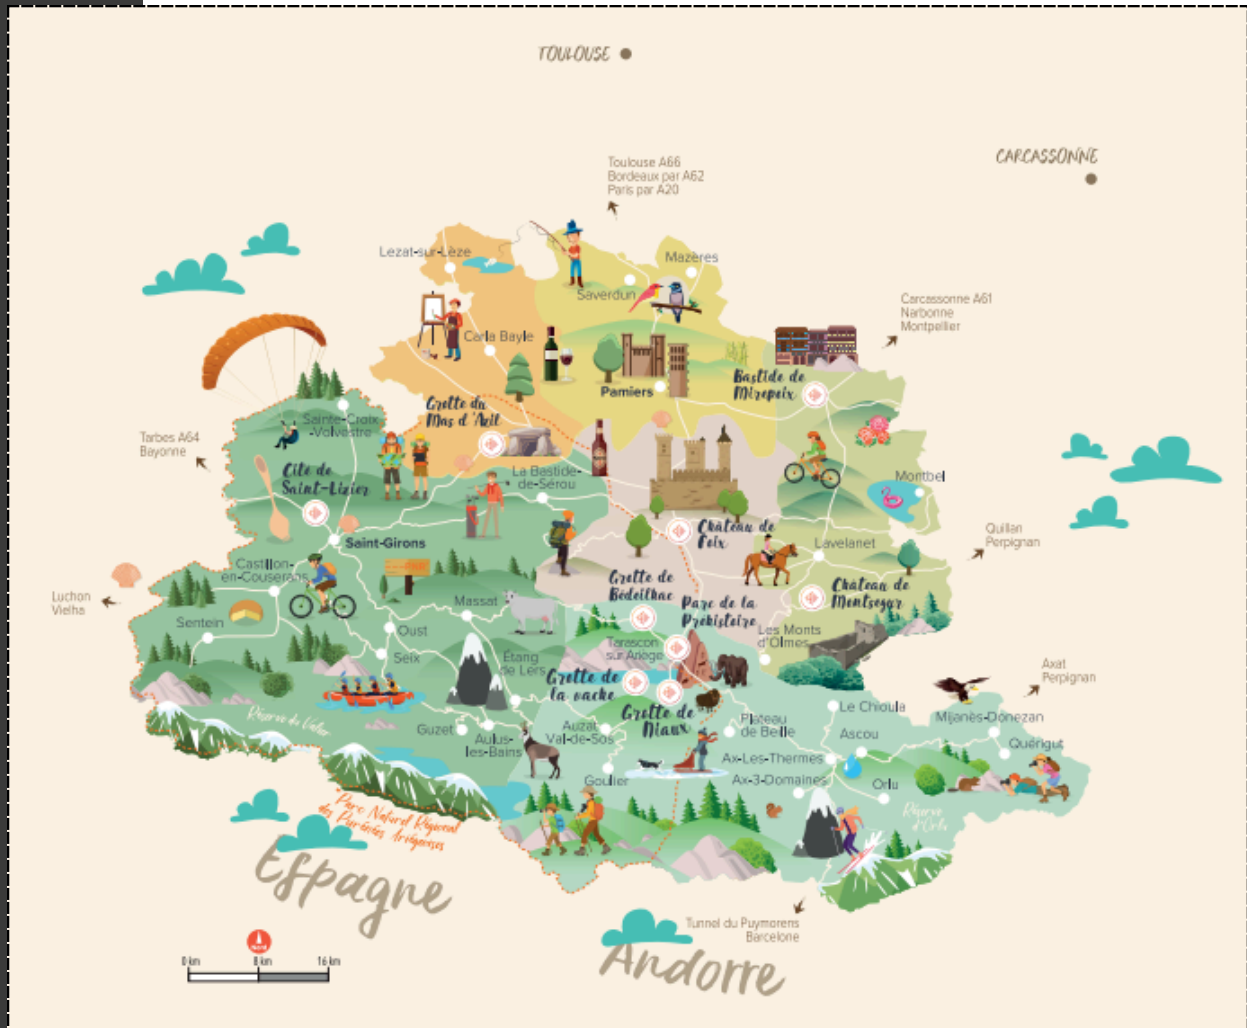 TOULOUSE
CARCASSONNE
Toulouse A66
Bordeaux par A62
Paris par A20
Lezat-sur-Lèze
Mazères
Saverdun
Carcassonne A61
Narbonne
Montpellier
Carla Bayle
Pamiers
Bastide de
Mirepoix
Grotte du
Mas d'Azil
Sainte-Croix
-Volvestre
Tarbes A64
Bayonne
Cité de
Saint-Lizier
La Bastide-
de-Sérou
Montbel
Saint-Girons
Château de
Foix
Lavelanet
Quillan
Perpignan
Castillon-
en-Couserans
Grotte de
Bédeilhac
Château de
Montségur
Luchon
Vielha
Massat
Parc de la
Préhistoire
Sentein
Oust
Les Monts
d'Olmes
Tarascon
sur Ariège
Seix
Étang
de Lers
Grotte de
la vache
Axat
Perpignan
Réserve du Valier
Grotte de
Niaux
Le Chioula
Mijanès-Donezan
Guzet
Aulus-
les-Bains
Auzat
Val-de-Sos
Plateau
de Beille
Ascou
Quérigut
Ax-Les-Thermes
Goulier
Ax-3-Domaines
Orlu
Réserve
d'Orlu
Parc Naturel Régional
des Pyrénées Ariégeoises
Espagne
Tunnel du Puymorens
Barcelone
Andorre
Nord
0 km 8 km 16 km